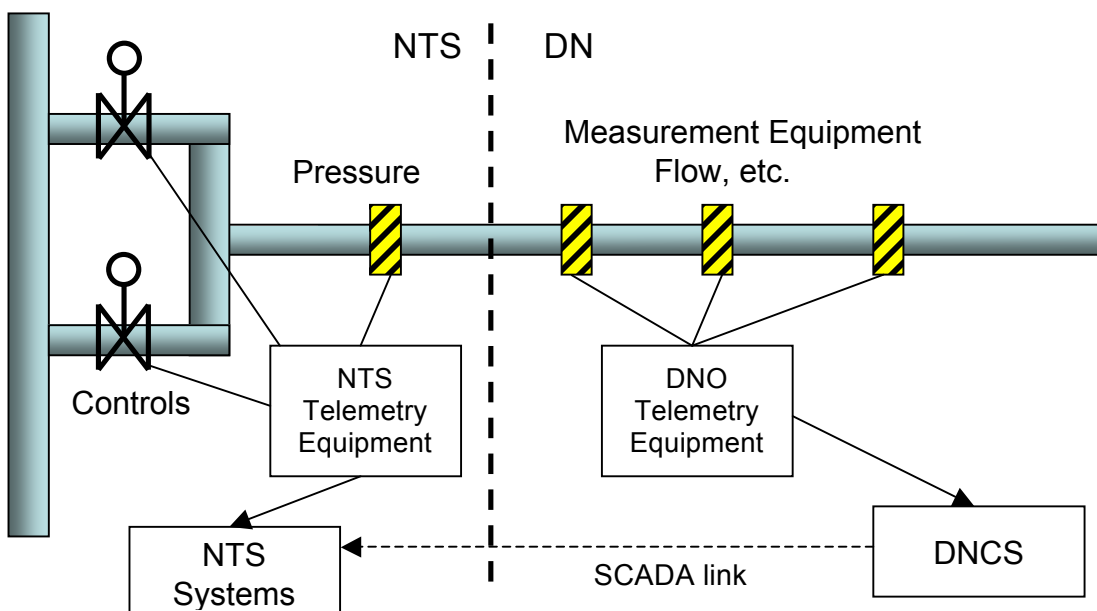 NTS
DN
Measurement Equipment
Flow, etc.
Pressure
Controls
NTS
Telemetry
Equipment
DNO
Telemetry
Equipment
NTS
Systems
SCADA link
DNCS